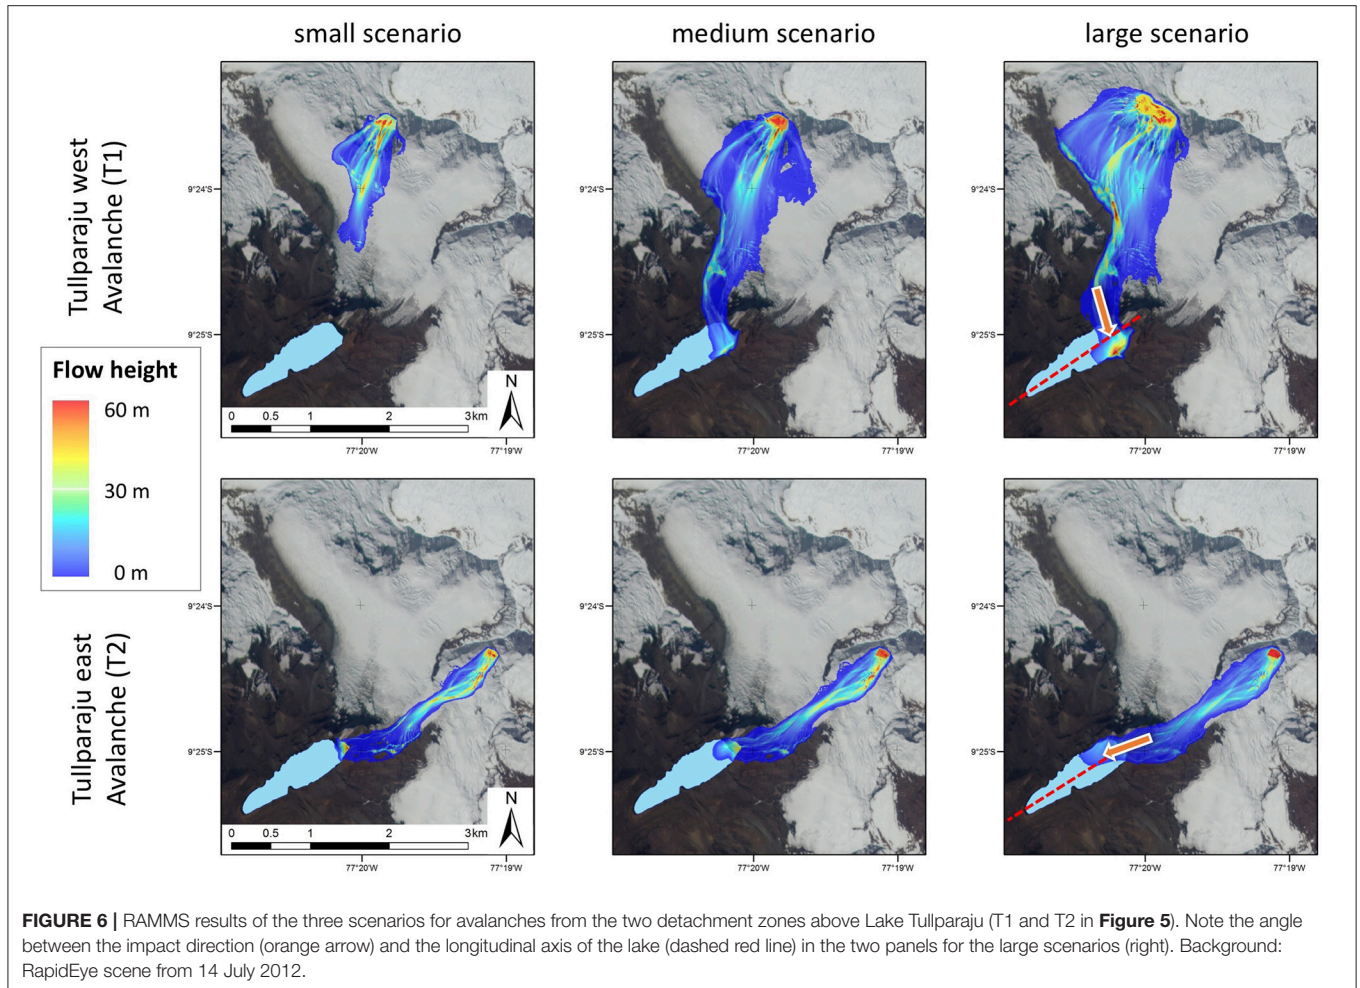 small scenario
medium scenario
large scenario
Tullparaju west
Avalanche (T1)
9°24'S
9°25'S
N
0 0.5 1 2 3km
77°20'W
77°19'W
9°24'S
9°25'S
77°20'W
77°19'W
9°24'S
9°25'S
77°20'W
77°19'W
Flow height
60 m
30 m
0 m
Tullparaju east
Avalanche (T2)
9°24'S
9°25'S
N
0 0.5 1 2 3km
77°20'W
77°19'W
9°24'S
9°25'S
77°20'W
77°19'W
9°24'S
9°25'S
77°20'W
77°19'W
FIGURE 6 | RAMMS results of the three scenarios for avalanches from the two detachment zones above Lake Tullparaju (T1 and T2 in Figure 5). Note the angle
between the impact direction (orange arrow) and the longitudinal axis of the lake (dashed red line) in the two panels for the large scenarios (right). Background:
RapidEye scene from 14 July 2012.